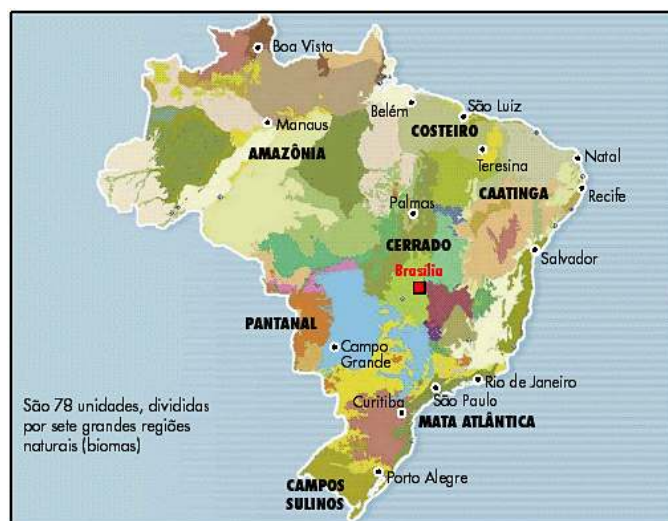 Boa Vista
Belém
São Luiz
Manaus
COSTEIRO
AMAZÔNIA
Teresina
Natal
CAATINGA
Recife
Palmas
CERRADO
Salvador
Brasília
PANTANAL
Campo
Grande
Rio de Janeiro
São Paulo
São 78 unidades, divididas
por sete grandes regiões
naturais (biomas)
Curitiba
MATA ATLÂNTICA
CAMPOS
SULINOS
Porto Alegre